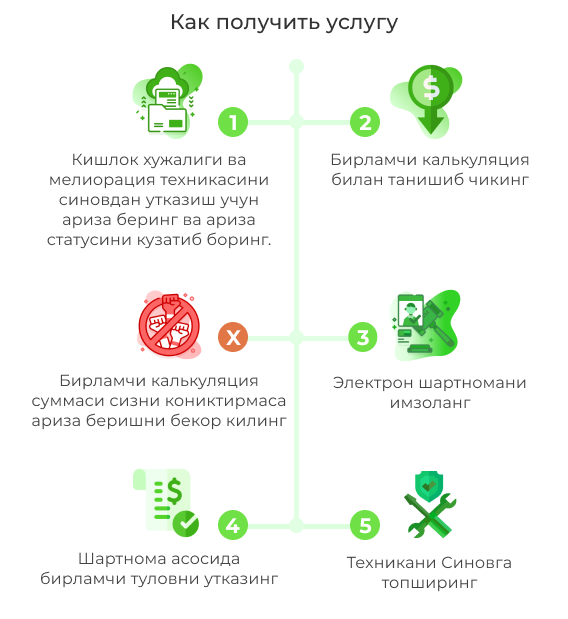 Как получить услугу
1
Кишлок хужалиги ва
мелиорация техникасини
синовдан утказиш учун
ариза беринг ва ариза
статусини кузатиб боринг.
2
Бирламчи калькуляция
билан танишиб чикинг
X
Бирламчи калькуляция
суммаси сизни кониктирмаса
ариза беришни бекор килинг
3
Электрон шартномани
имзоланг
4
Шартнома асосида
бирламчи туловни утказинг
5
Техникани Синовга
топширинг